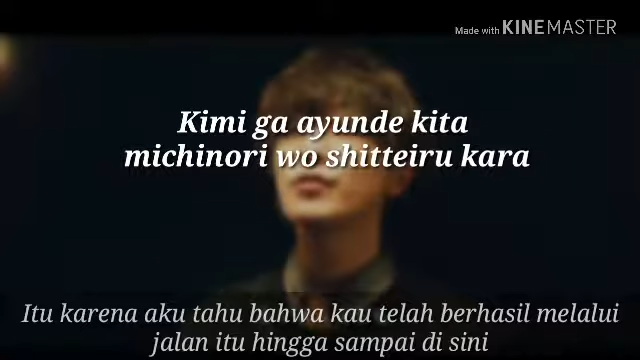 Made with KINEMASTER
Kimi ga ayunde kita
michinori wo shitteiru kara
Itu karena aku tahu bahwa kau telah berhasil melalui
jalan itu hingga sampai di sini